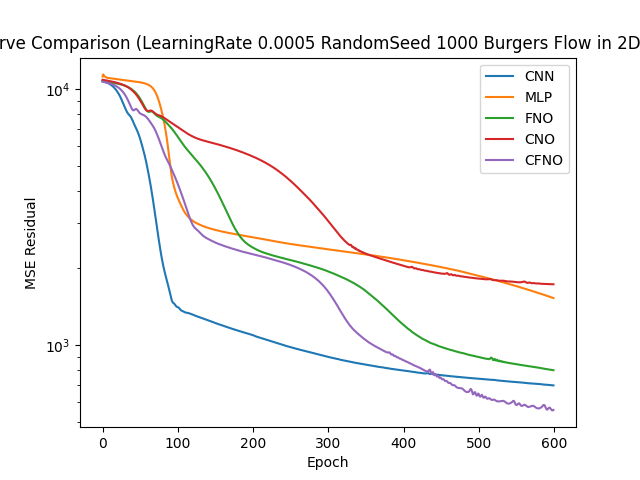 rve Comparison (LearningRate 0.0005 RandomSeed 1000 Burgers Flow in 2D
CNN
MLP
FNO
CNO
CFNO
10^4
10^3
MSE Residual
0 100 200 300 400 500 600
Epoch